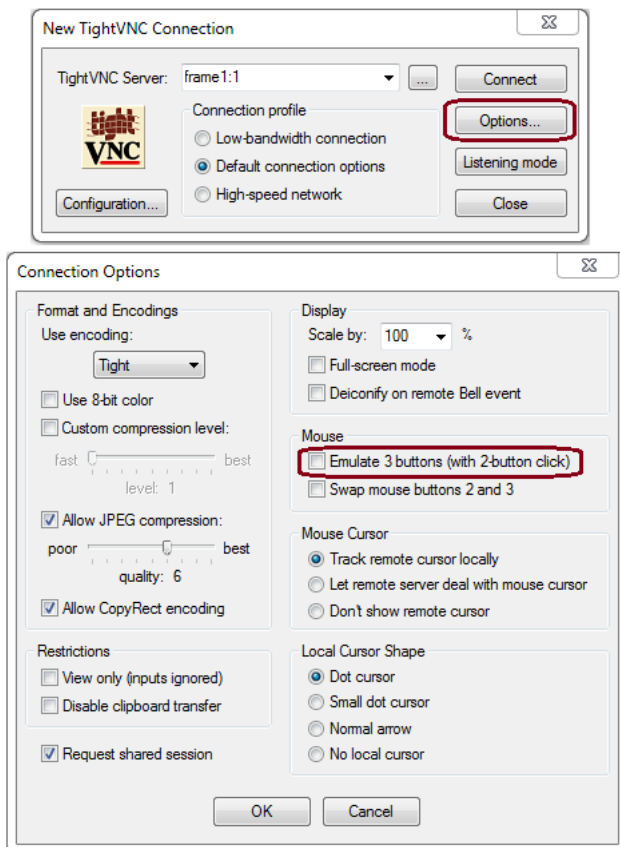 New TightVNC Connection
TightVNC Server: frame1:1 ... Connect
Connection profile
Options...
Low-bandwidth connection
tight
VNC
Default connection options
Listening mode
Configuration...
High-speed network
Close
Connection Options
Format and Encodings
Use encoding:
Tight
Use 8-bit color
Custom compression level:
fast best
level: 1
Allow JPEG compression:
poor best
quality: 6
Allow CopyRect encoding
Restrictions
View only (inputs ignored)
Disable clipboard transfer
Request shared session
Display
Scale by: 100 %
Full-screen mode
Deiconify on remote Bell event
Mouse
Emulate 3 buttons (with 2-button click)
Swap mouse buttons 2 and 3
Mouse Cursor
Track remote cursor locally
Let remote server deal with mouse cursor
Don't show remote cursor
Local Cursor Shape
Dot cursor
Small dot cursor
Normal arrow
No local cursor
OK Cancel